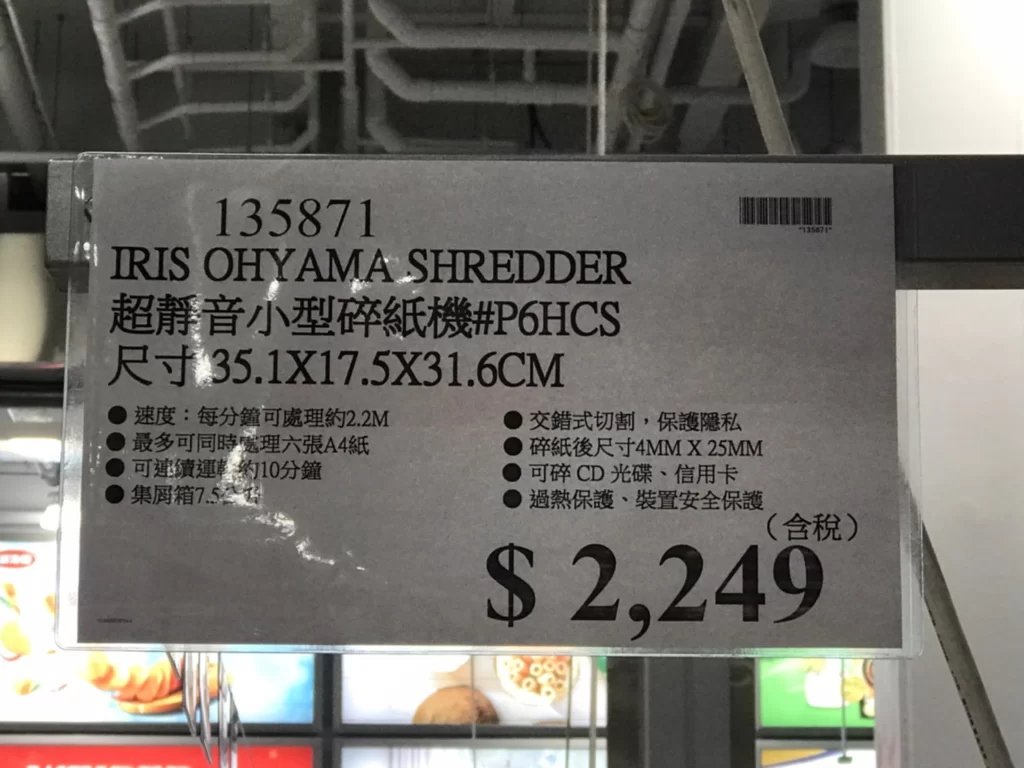 135871
"135871"
IRIS OHYAMA SHREDDER
超靜音小型碎紙機#P6HCS
尺寸 35.1X17.5X31.6CM
● 速度：每分鐘可處理約2.2M
● 最多可同時處理六張A4紙
● 可連續運轉約10分鐘
● 集屑箱7.5公升
● 交錯式切割，保護隱私
● 碎紙後尺寸4MM X 25MM
● 可碎 CD 光碟、信用卡
● 過熱保護、裝置安全保護
（含稅）
$ 2,249